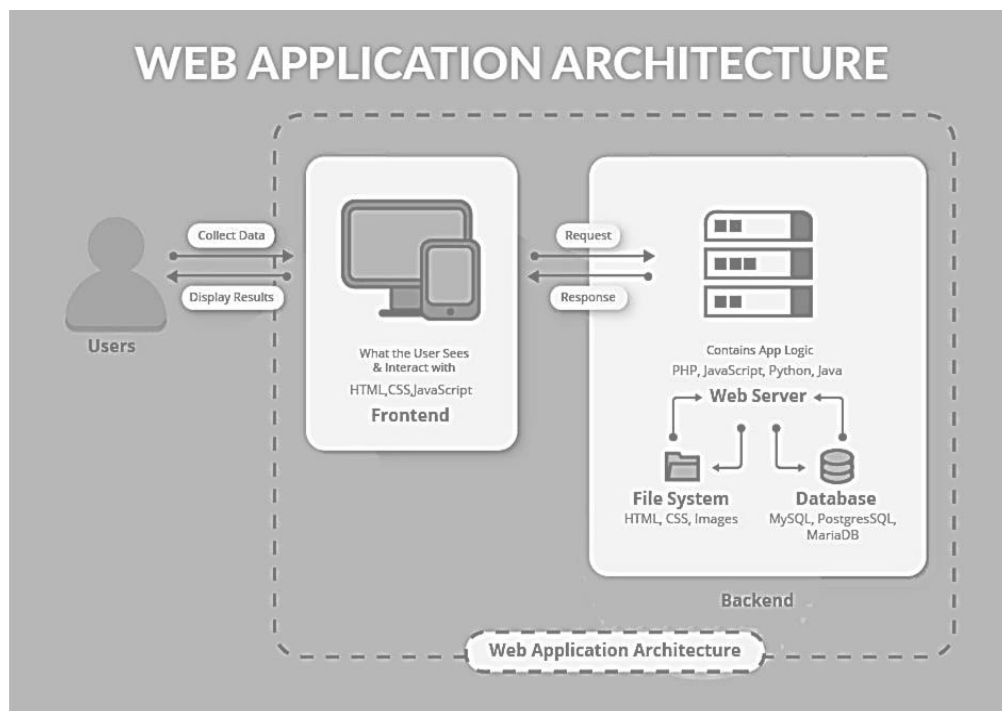 WEB APPLICATION ARCHITECTURE
Collect Data
Display Results
Users
What the User Sees
& Interact with
HTML,CSS,JavaScript
Frontend
Request
Response
Contains App Logic
PHP, JavaScript, Python, Java
Web Server
File System
HTML, CSS, Images
Database
MySQL, PostgresSQL,
MariaDB
Backend
Web Application Architecture